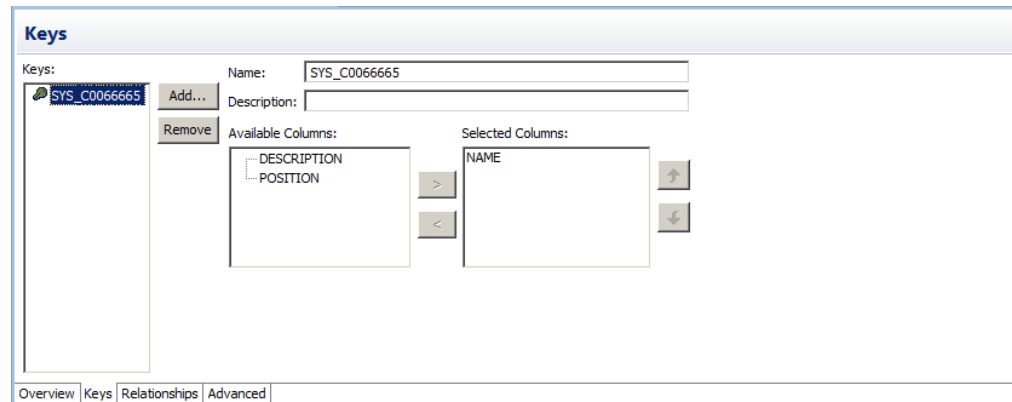 Keys
Keys:
SYS_C0066665
Add...
Remove
Name: SYS_C0066665
Description:
Available Columns:
DESCRIPTION
POSITION
>
<
Selected Columns:
NAME
Overview Keys Relationships Advanced